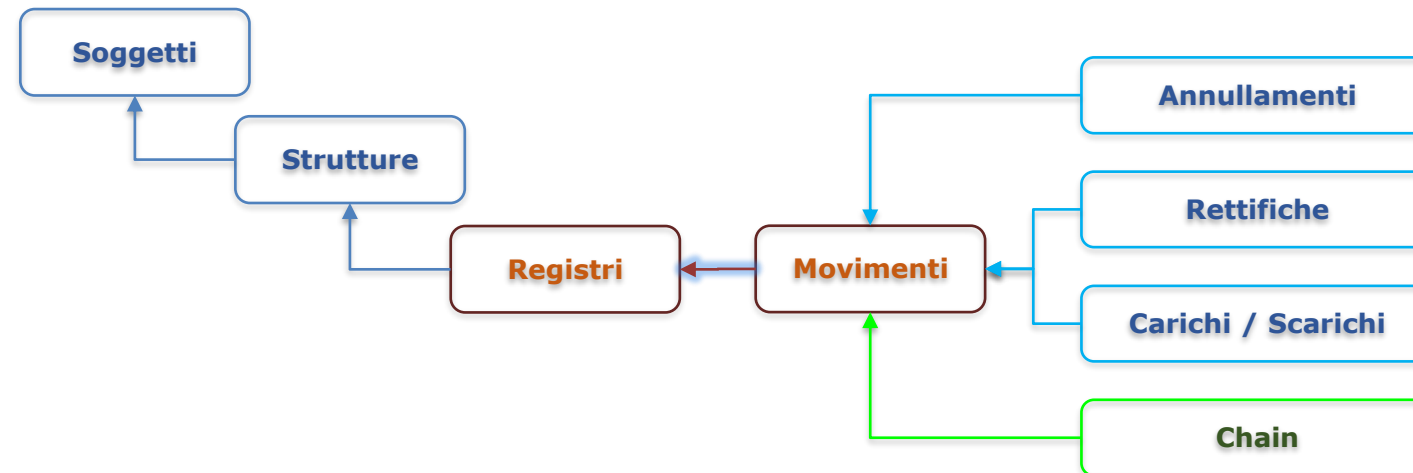 Soggetti
Strutture
Registri
Movimenti
Annullamenti
Rettifiche
Carichi / Scarichi
Chain